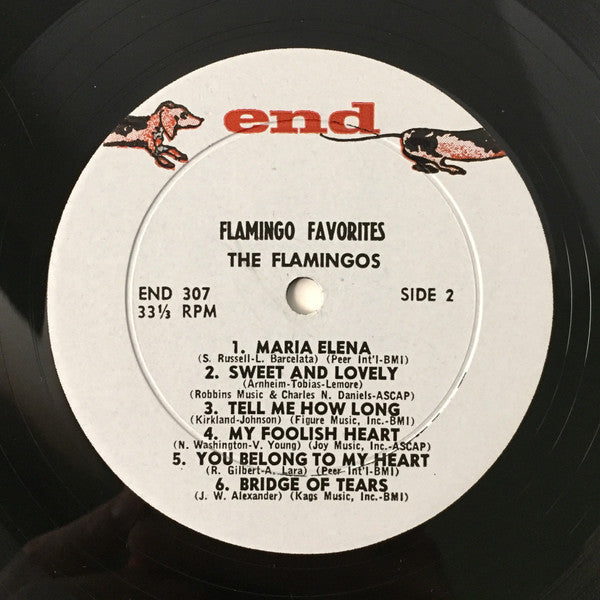 end
FLAMINGO FAVORITES
THE FLAMINGOS
END 307
33⅓ RPM
SIDE 2
1. MARIA ELENA
(S. Russell-L. Barcelata) (Peer Int'l-BMI)
2. SWEET AND LOVELY
(Arnheim-Tobias-Lemore)
(Robbins Music & Charles N. Daniels-ASCAP)
3. TELL ME HOW LONG
(Kirkland-Johnson) (Figure Music, Inc.-BMI)
4. MY FOOLISH HEART
(N. Washington-V. Young) (Joy Music, Inc.-ASCAP)
5. YOU BELONG TO MY HEART
(R. Gilbert-A. Lara) (Peer Int'l-BMI)
6. BRIDGE OF TEARS
(J. W. Alexander) (Kags Music, Inc.-BMI)